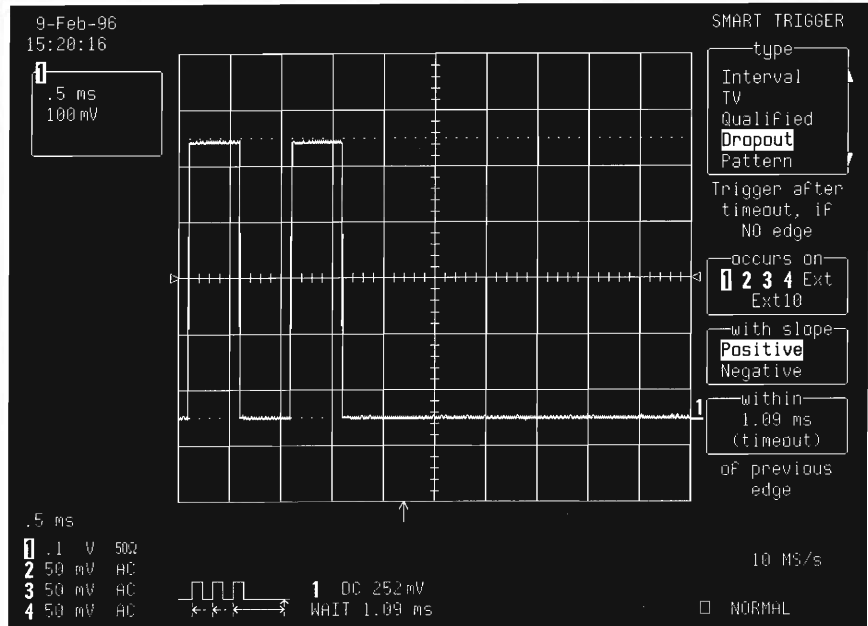 9-Feb-96
15:20:16
1
.5 ms
100 mV
SMART TRIGGER
type
Interval
TV
Qualified
Dropout
Pattern
Trigger after
timeout, if
NO edge
occurs on
1 2 3 4 Ext
Ext10
with slope
Positive
Negative
1
within
1.09 ms
(timeout)
of previous
edge
.5 ms
1 .1 V 50Ω
2 50 mV AC
3 50 mV AC
4 50 mV AC
1 DC 252 mV
WAIT 1.09 ms
10 MS/s
□ NORMAL